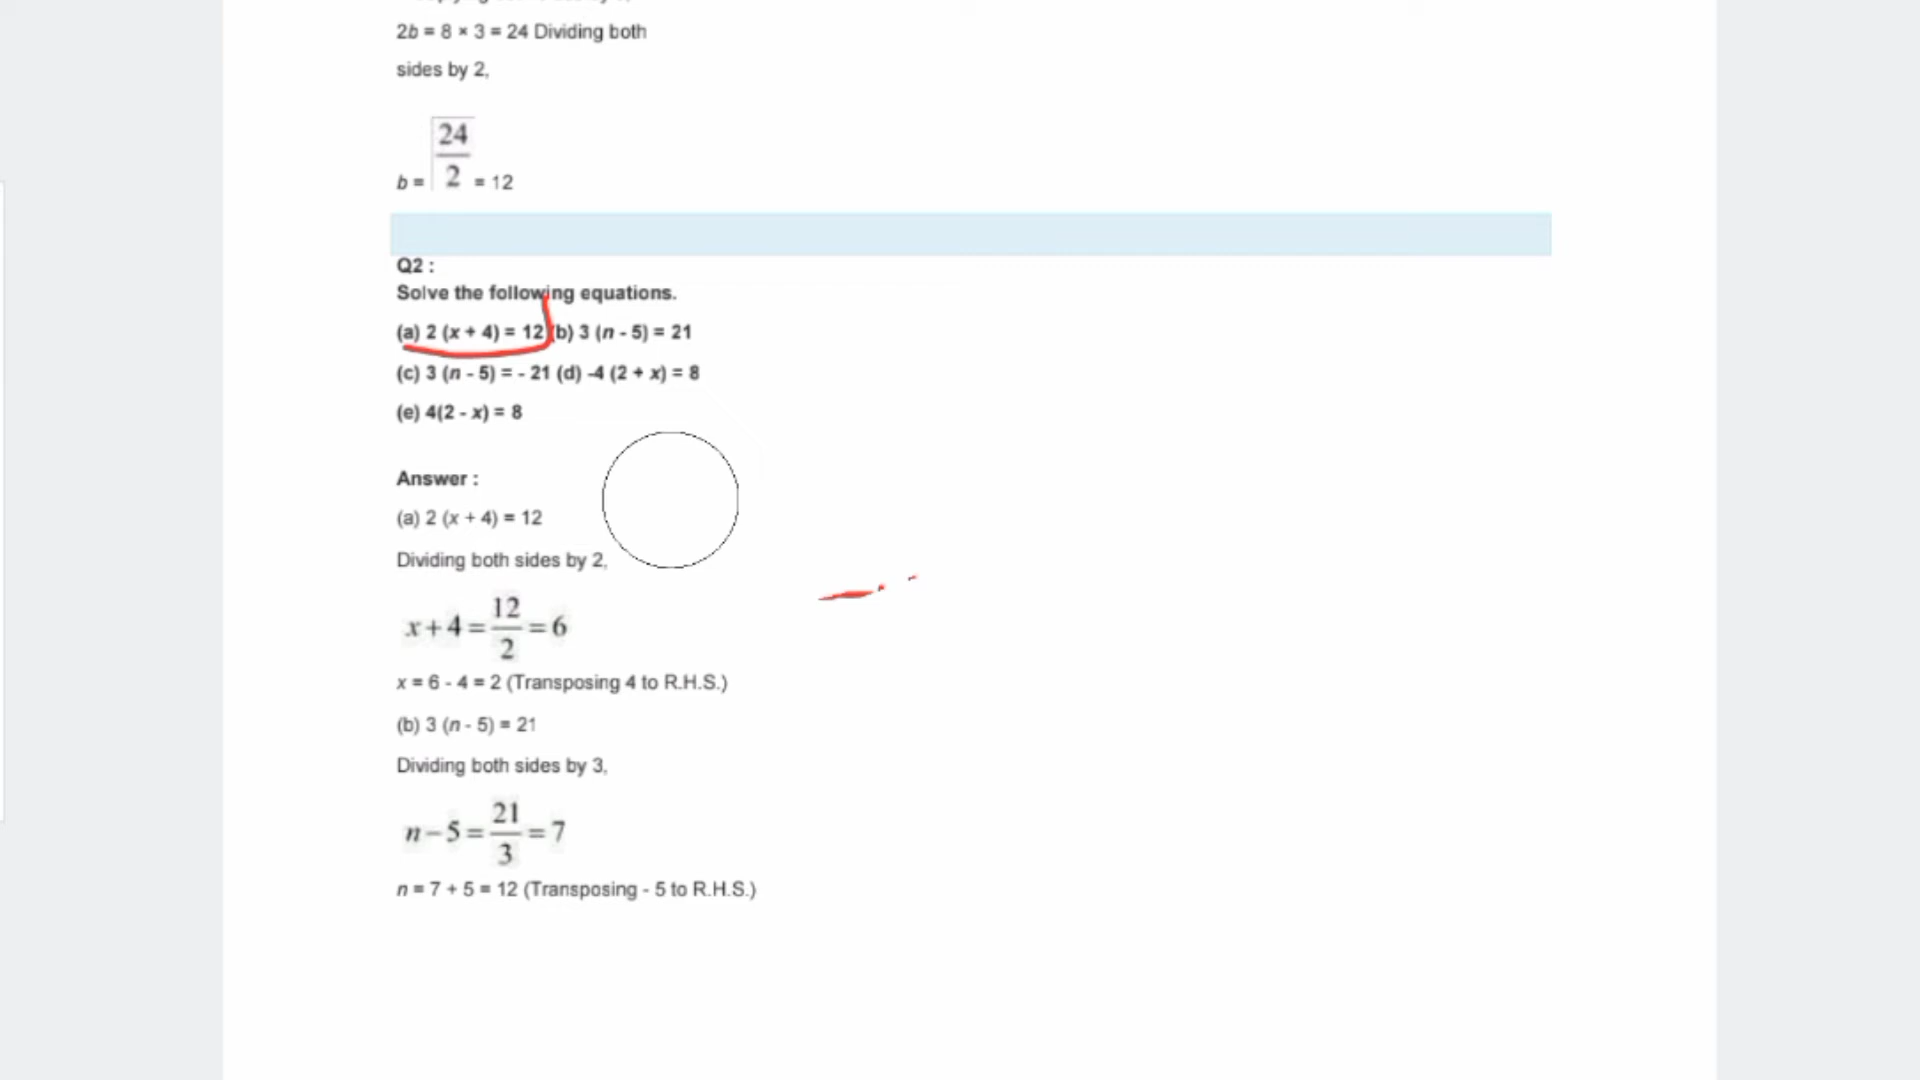 2b = 8 × 3 = 24 Dividing both
sides by 2,
b = 24/2 = 12
Q2 :
Solve the following equations.
(a) 2 (x + 4) = 12 (b) 3 (n - 5) = 21
(c) 3 (n - 5) = - 21 (d) -4 (2 + x) = 8
(e) 4(2 - x) = 8
Answer :
(a) 2 (x + 4) = 12
Dividing both sides by 2,
x + 4 = 12/2 = 6
x = 6 - 4 = 2 (Transposing 4 to R.H.S.)
(b) 3 (n - 5) = 21
Dividing both sides by 3,
n − 5 = 21/3 = 7
n = 7 + 5 = 12 (Transposing - 5 to R.H.S.)